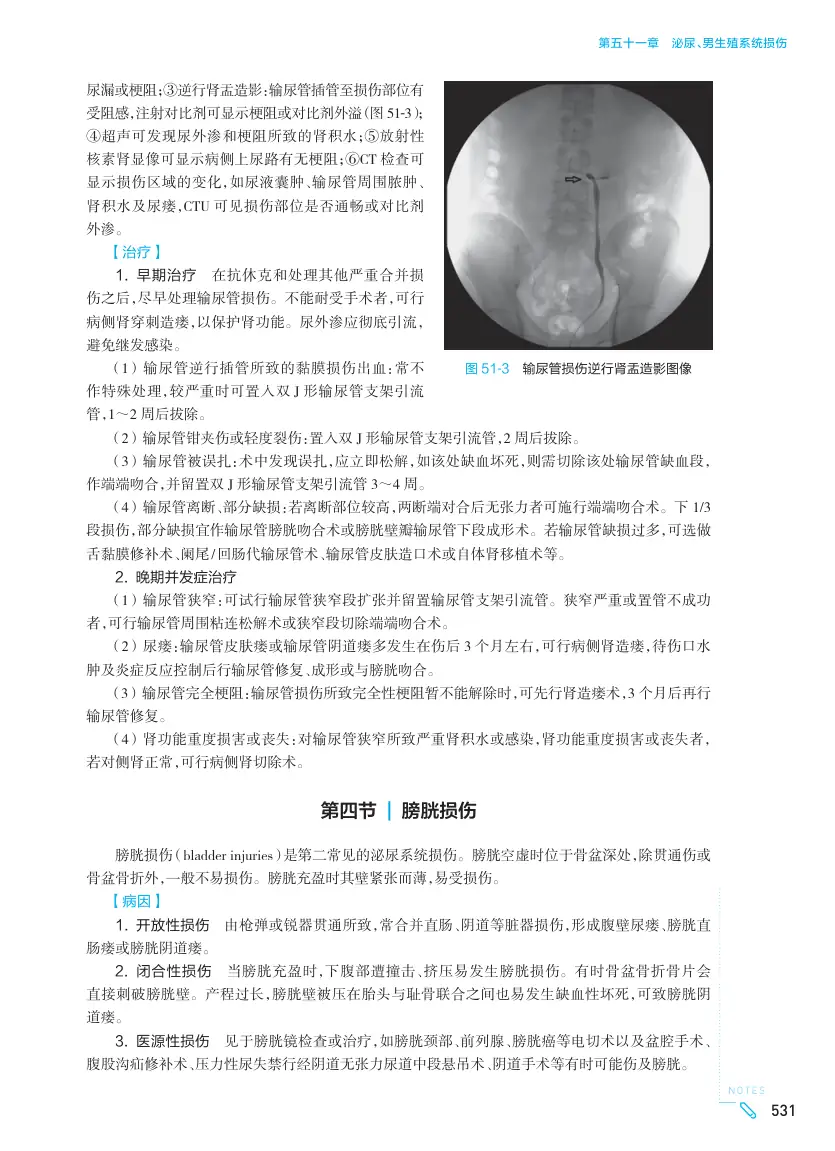 第五十一章 泌尿、男生殖系统损伤
尿漏或梗阻；③逆行肾盂造影：输尿管插管至损伤部位有
受阻感，注射对比剂可显示梗阻或对比剂外溢（图 51-3）；
④超声可发现尿外渗和梗阻所致的肾积水；⑤放射性
核素肾显像可显示病侧上尿路有无梗阻；⑥CT 检查可
显示损伤区域的变化，如尿液囊肿、输尿管周围脓肿、
肾积水及尿瘘，CTU 可见损伤部位是否通畅或对比剂
外渗。
【治疗】
1. 早期治疗 在抗休克和处理其他严重合并损
伤之后，尽早处理输尿管损伤。不能耐受手术者，可行
病侧肾穿刺造瘘，以保护肾功能。尿外渗应彻底引流，
避免继发感染。
（1）输尿管逆行插管所致的黏膜损伤出血：常不
作特殊处理，较严重时可置入双 J 形输尿管支架引流
管，1～2 周后拔除。
图 51-3 输尿管损伤逆行肾盂造影图像
（2）输尿管钳夹伤或轻度裂伤：置入双 J 形输尿管支架引流管，2 周后拔除。
（3）输尿管被误扎：术中发现误扎，应立即松解，如该处缺血坏死，则需切除该处输尿管缺血段，
作端端吻合，并留置双 J 形输尿管支架引流管 3～4 周。
（4）输尿管离断、部分缺损：若离断部位较高，两断端对合后无张力者可施行端端吻合术。下 1/3
段损伤，部分缺损宜作输尿管膀胱吻合术或膀胱壁瓣输尿管下段成形术。若输尿管缺损过多，可选做
舌黏膜修补术、阑尾/回肠代输尿管术、输尿管皮肤造口术或自体肾移植术等。
2. 晚期并发症治疗
（1）输尿管狭窄：可试行输尿管狭窄段扩张并留置输尿管支架引流管。狭窄严重或置管不成功
者，可行输尿管周围粘连松解术或狭窄段切除端端吻合术。
（2）尿瘘：输尿管皮肤瘘或输尿管阴道瘘多发生在伤后 3 个月左右，可行病侧肾造瘘，待伤口水
肿及炎症反应控制后行输尿管修复、成形或与膀胱吻合。
（3）输尿管完全梗阻：输尿管损伤所致完全性梗阻暂不能解除时，可先行肾造瘘术，3 个月后再行
输尿管修复。
（4）肾功能重度损害或丧失：对输尿管狭窄所致严重肾积水或感染，肾功能重度损害或丧失者，
若对侧肾正常，可行病侧肾切除术。
第四节 | 膀胱损伤
膀胱损伤（bladder injuries）是第二常见的泌尿系统损伤。膀胱空虚时位于骨盆深处，除贯通伤或
骨盆骨折外，一般不易损伤。膀胱充盈时其壁紧张而薄，易受损伤。
【病因】
1. 开放性损伤 由枪弹或锐器贯通所致，常合并直肠、阴道等脏器损伤，形成腹壁尿瘘、膀胱直
肠瘘或膀胱阴道瘘。
2. 闭合性损伤 当膀胱充盈时，下腹部遭撞击、挤压易发生膀胱损伤。有时骨盆骨折骨片会
直接刺破膀胱壁。产程过长，膀胱壁被压在胎头与耻骨联合之间也易发生缺血性坏死，可致膀胱阴
道瘘。
3. 医源性损伤 见于膀胱镜检查或治疗，如膀胱颈部、前列腺、膀胱癌等电切术以及盆腔手术、
腹股沟疝修补术、压力性尿失禁行经阴道无张力尿道中段悬吊术、阴道手术等有时可能伤及膀胱。
NOTES
531